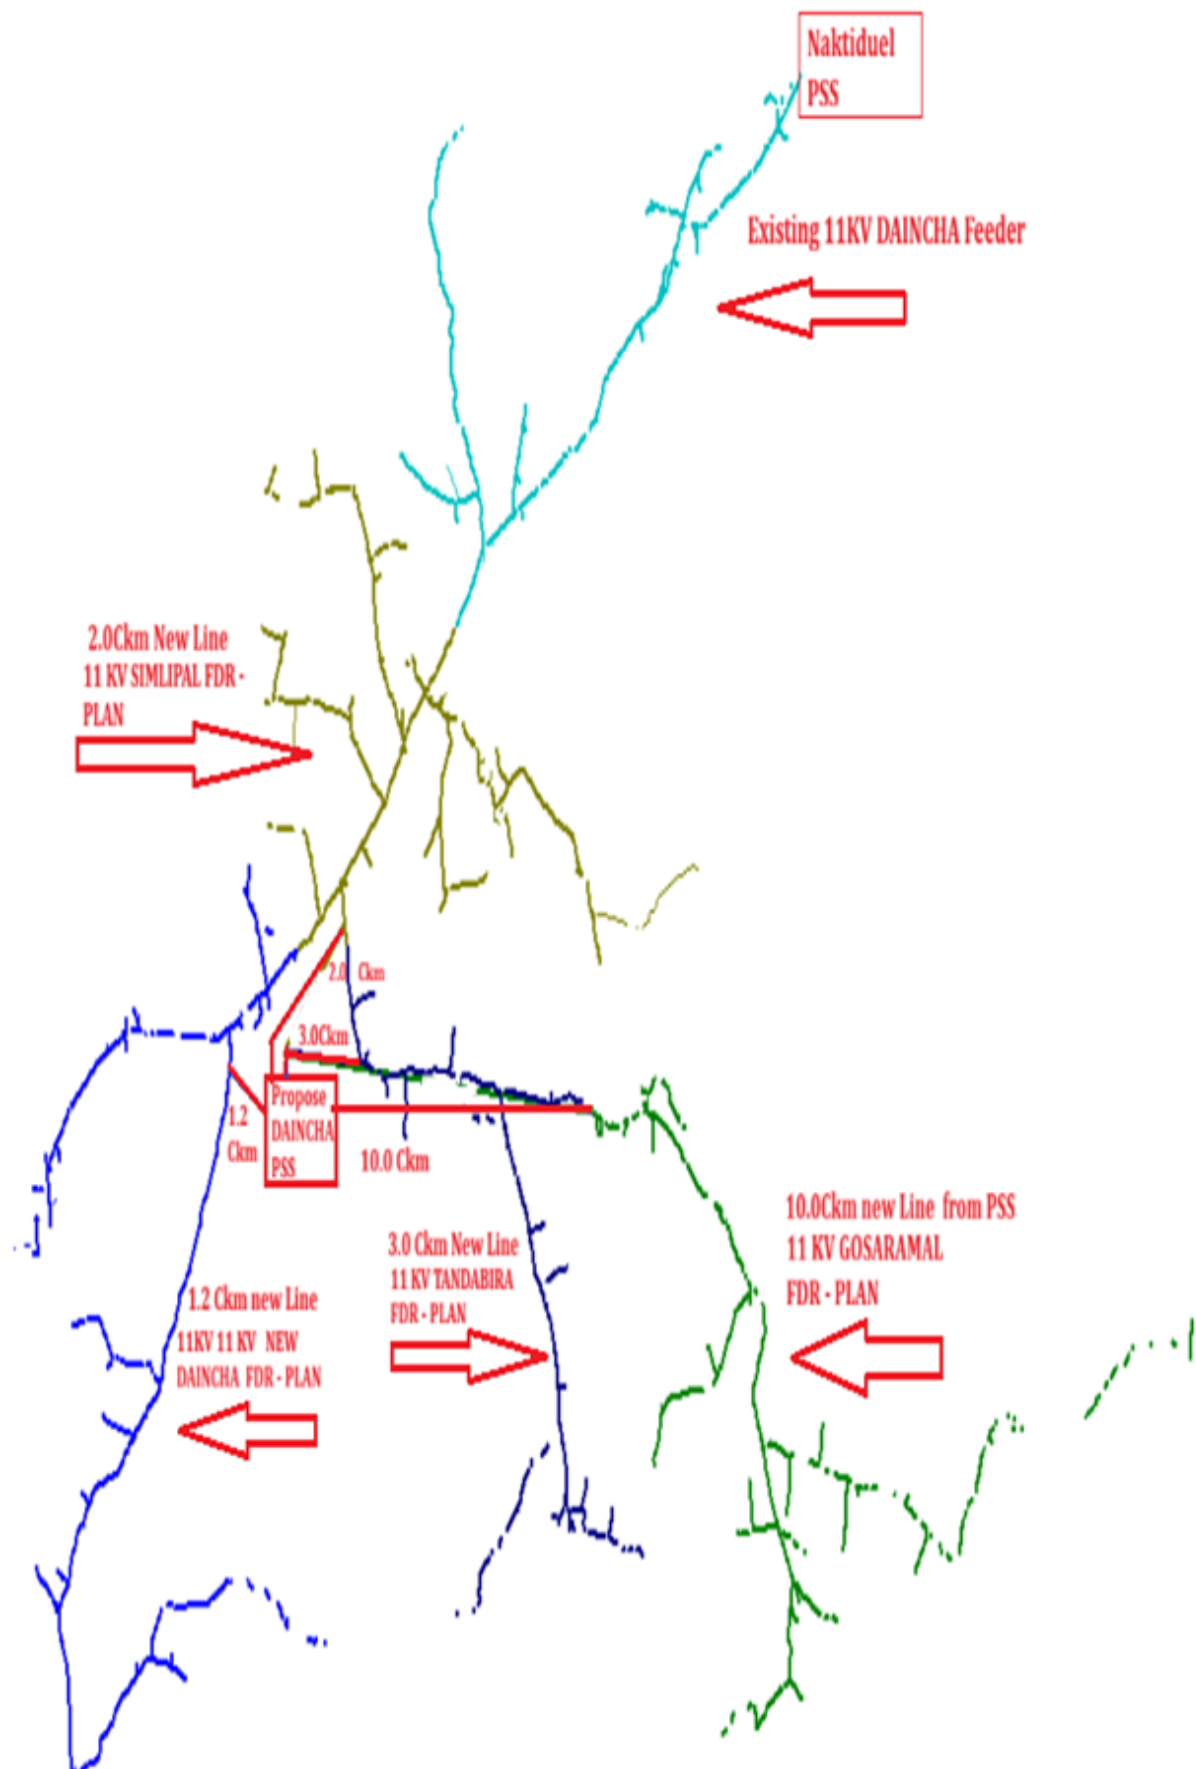 Naktiduel
PSS
Existing 11KV DAINCHA Feeder
2.0Ckm New Line
11 KV SIMLIPAL FDR -
PLAN
2.0 Ckm
3.0Ckm
Propose
DAINCHA
PSS
1.2
Ckm
10.0 Ckm
10.0Ckm new Line from PSS
11 KV GOSARAMAL
FDR - PLAN
3.0 Ckm New Line
11 KV TANDABIRA
FDR - PLAN
1.2 Ckm new Line
11KV 11 KV NEW
DAINCHA FDR - PLAN